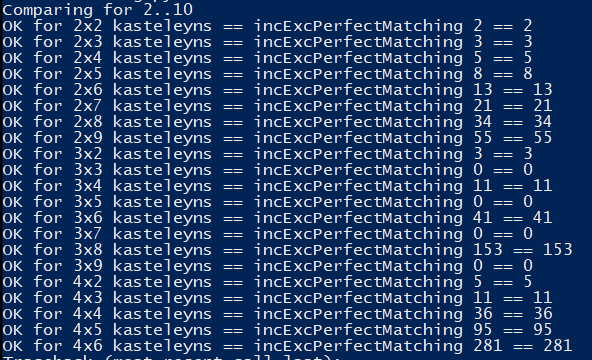 Comparing for 2..10
OK for 2x2 kasteleyns == incExcPerfectMatching 2 == 2
OK for 2x3 kasteleyns == incExcPerfectMatching 3 == 3
OK for 2x4 kasteleyns == incExcPerfectMatching 5 == 5
OK for 2x5 kasteleyns == incExcPerfectMatching 8 == 8
OK for 2x6 kasteleyns == incExcPerfectMatching 13 == 13
OK for 2x7 kasteleyns == incExcPerfectMatching 21 == 21
OK for 2x8 kasteleyns == incExcPerfectMatching 34 == 34
OK for 2x9 kasteleyns == incExcPerfectMatching 55 == 55
OK for 3x2 kasteleyns == incExcPerfectMatching 3 == 3
OK for 3x3 kasteleyns == incExcPerfectMatching 0 == 0
OK for 3x4 kasteleyns == incExcPerfectMatching 11 == 11
OK for 3x5 kasteleyns == incExcPerfectMatching 0 == 0
OK for 3x6 kasteleyns == incExcPerfectMatching 41 == 41
OK for 3x7 kasteleyns == incExcPerfectMatching 0 == 0
OK for 3x8 kasteleyns == incExcPerfectMatching 153 == 153
OK for 3x9 kasteleyns == incExcPerfectMatching 0 == 0
OK for 4x2 kasteleyns == incExcPerfectMatching 5 == 5
OK for 4x3 kasteleyns == incExcPerfectMatching 11 == 11
OK for 4x4 kasteleyns == incExcPerfectMatching 36 == 36
OK for 4x5 kasteleyns == incExcPerfectMatching 95 == 95
OK for 4x6 kasteleyns == incExcPerfectMatching 281 == 281
Traceback (most recent call last):